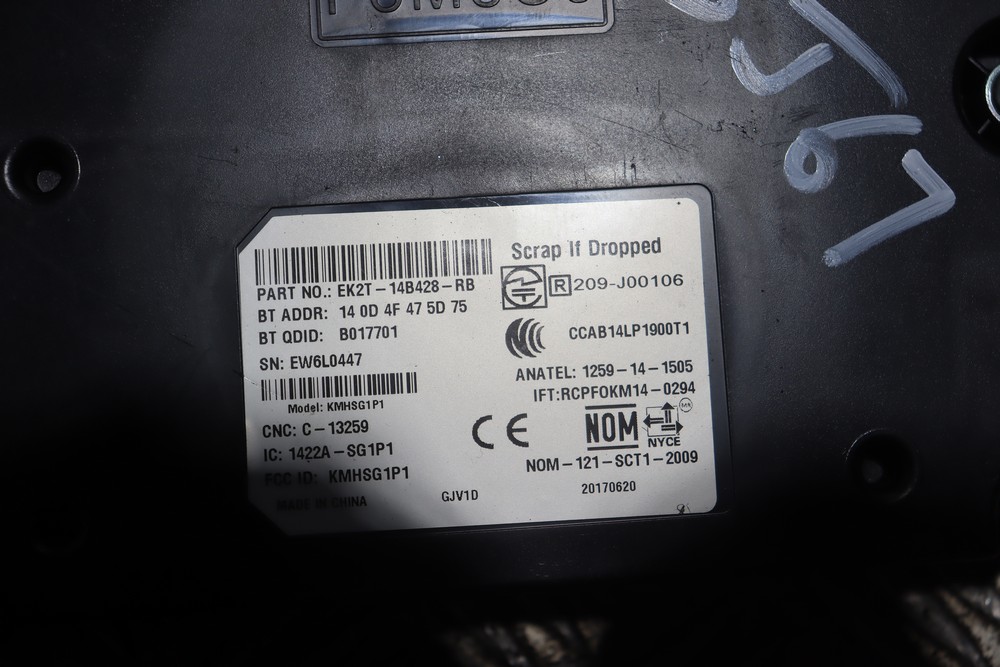 Scrap If Dropped
PART NO.: EK2T-14B428-RB
BT ADDR: 14 0D 4F 47 5D 75
BT QDID: B017701
SN: EW6L0447
Model: KMHSG1P1
CNC: C-13259
IC: 1422A-SG1P1
FCC ID: KMHSG1P1
MADE IN CHINA
GJV1D
R 209-J00106
CCAB14LP1900T1
ANATEL: 1259-14-1505
IFT:RCPFOKM14-0294
CE
NOM
NYCE
NOM-121-SCT1-2009
20170620